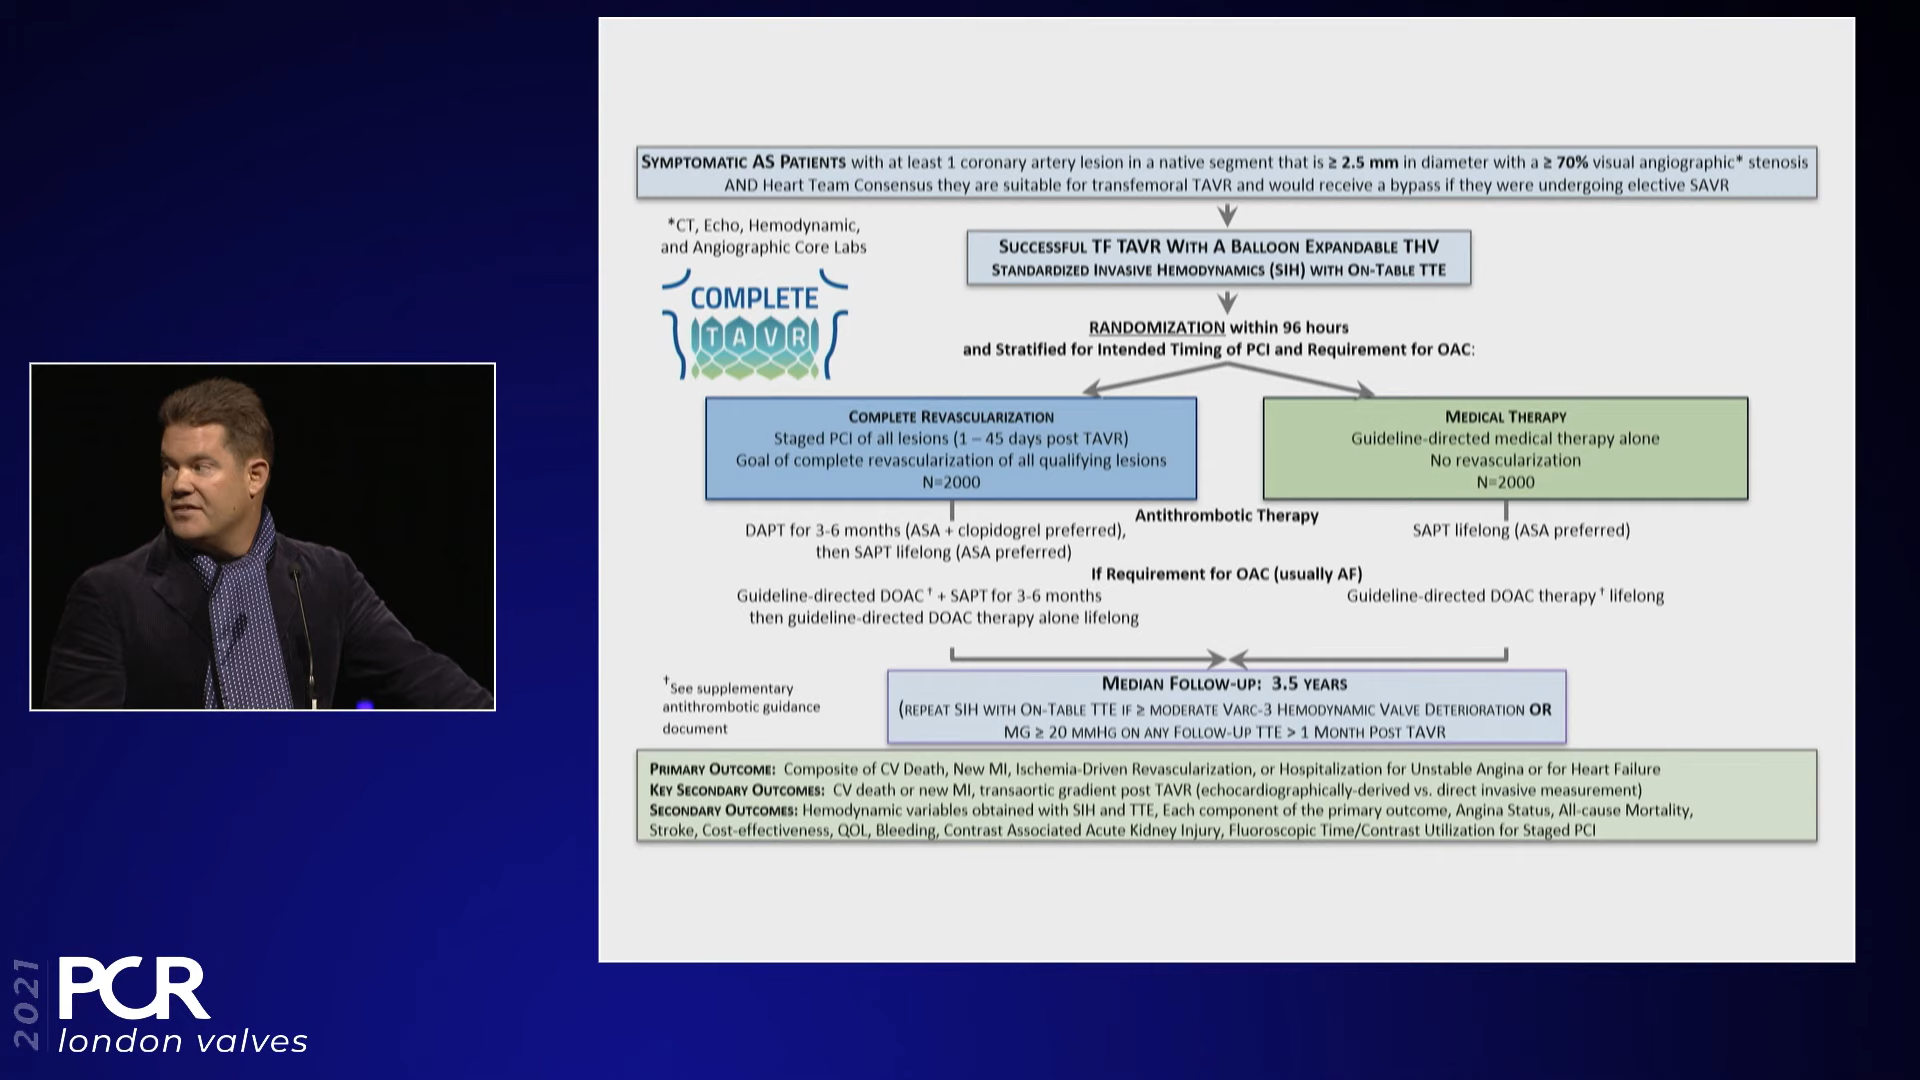 SYMPTOMATIC AS PATIENTS with at least 1 coronary artery lesion in a native segment that is ≥ 2.5 mm in diameter with a ≥ 70% visual angiographic* stenosis
AND Heart Team Consensus they are suitable for transfemoral TAVR and would receive a bypass if they were undergoing elective SAVR
*CT, Echo, Hemodynamic,
and Angiographic Core Labs
COMPLETE
TAVR
SUCCESSFUL TF TAVR WITH A BALLOON EXPANDABLE THV
STANDARDIZED INVASIVE HEMODYNAMICS (SIH) WITH ON-TABLE TTE
RANDOMIZATION within 96 hours
and Stratified for Intended Timing of PCI and Requirement for OAC:
COMPLETE REVASCULARIZATION
Staged PCI of all lesions (1 – 45 days post TAVR)
Goal of complete revascularization of all qualifying lesions
N=2000
MEDICAL THERAPY
Guideline-directed medical therapy alone
No revascularization
N=2000
Antithrombotic Therapy
DAPT for 3-6 months (ASA + clopidogrel preferred),
then SAPT lifelong (ASA preferred)
SAPT lifelong (ASA preferred)
If Requirement for OAC (usually AF)
Guideline-directed DOAC† + SAPT for 3-6 months
then guideline-directed DOAC therapy alone lifelong
Guideline-directed DOAC therapy† lifelong
†See supplementary
antithrombotic guidance
document
MEDIAN FOLLOW-UP: 3.5 YEARS
(REPEAT SIH WITH ON-TABLE TTE IF ≥ MODERATE VARC-3 HEMODYNAMIC VALVE DETERIORATION OR
MG ≥ 20 MMHG ON ANY FOLLOW-UP TTE > 1 MONTH POST TAVR
PRIMARY OUTCOME: Composite of CV Death, New MI, Ischemia-Driven Revascularization, or Hospitalization for Unstable Angina or for Heart Failure
KEY SECONDARY OUTCOMES: CV death or new MI, transaortic gradient post TAVR (echocardiographically-derived vs. direct invasive measurement)
SECONDARY OUTCOMES: Hemodynamic variables obtained with SIH and TTE, Each component of the primary outcome, Angina Status, All-cause Mortality,
Stroke, Cost-effectiveness, QOL, Bleeding, Contrast Associated Acute Kidney Injury, Fluoroscopic Time/Contrast Utilization for Staged PCI
2021
PCR
london valves